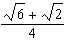 (√6 + √2)/4